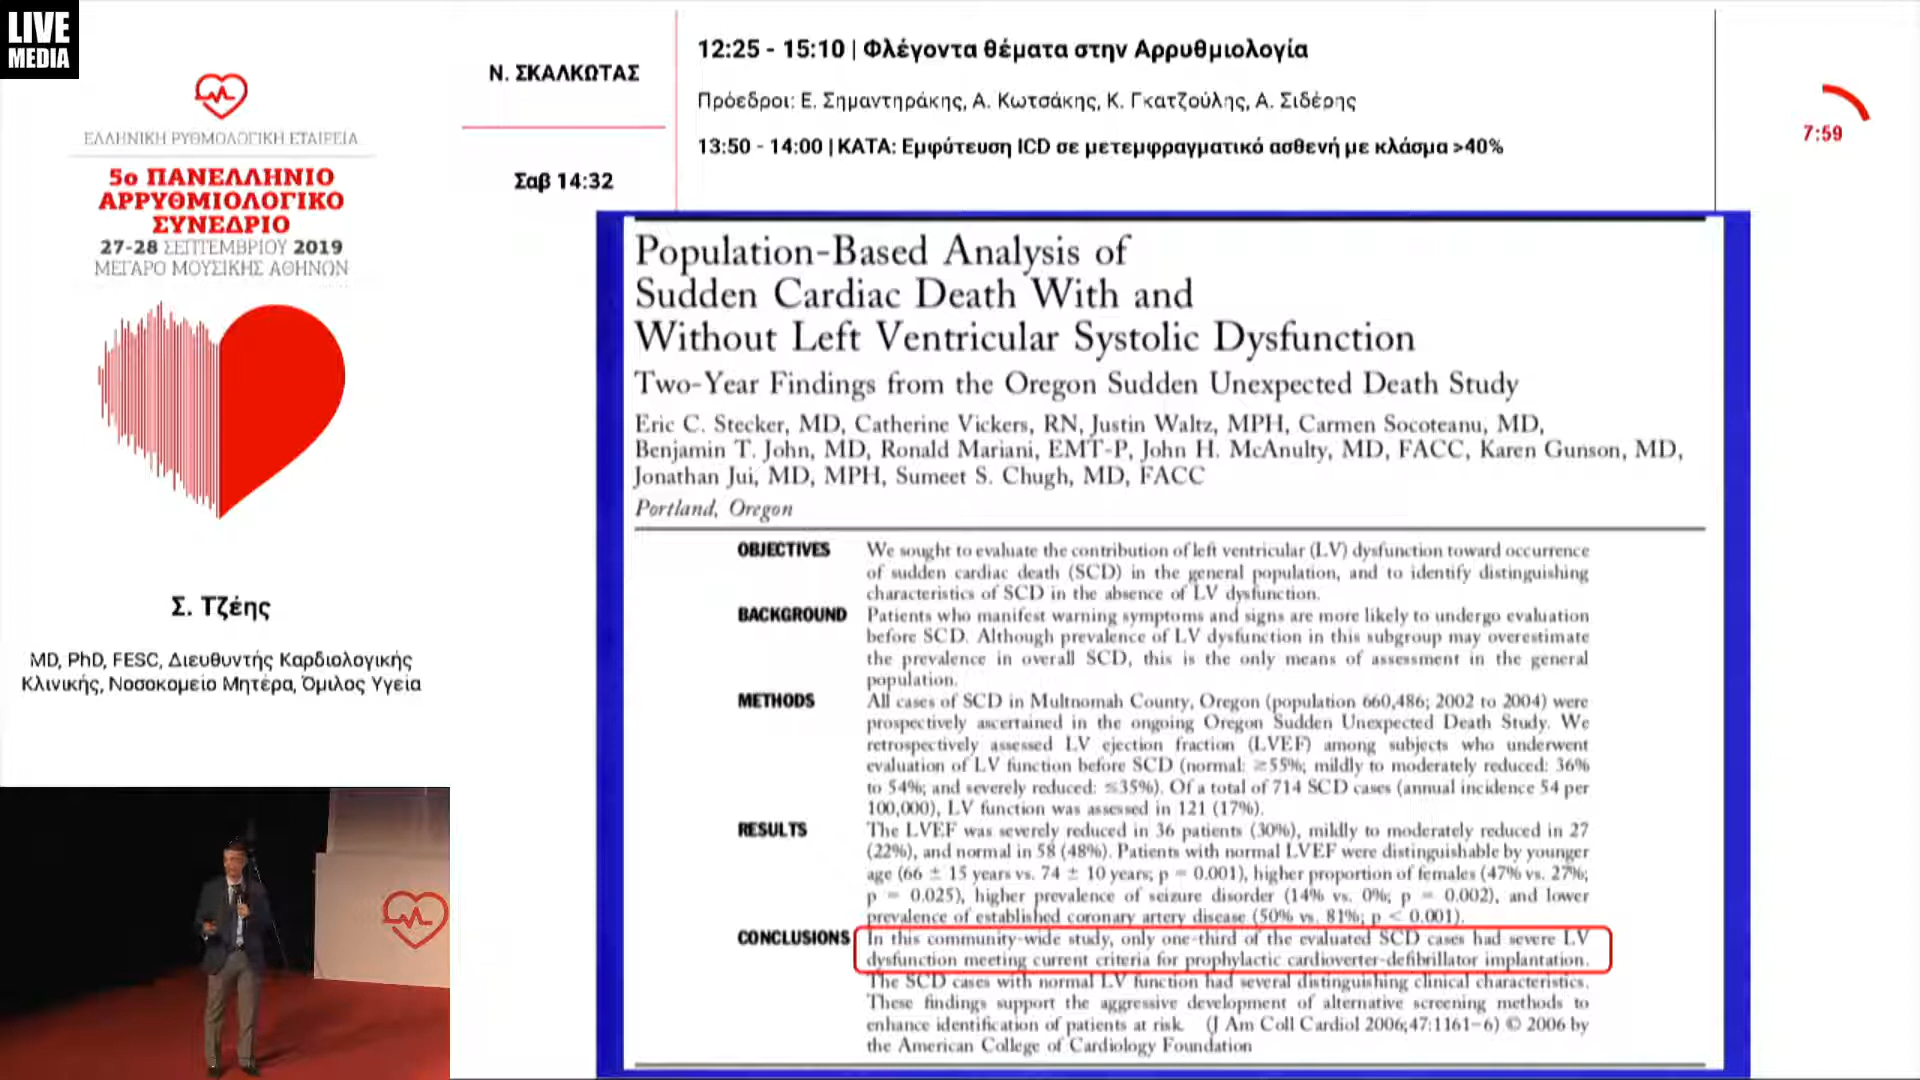 LIVE
MEDIA
ΕΛΛΗΝΙΚΗ ΡΥΘΜΟΛΟΓΙΚΗ ΕΤΑΙΡΕΙΑ
5ο ΠΑΝΕΛΛΗΝΙΟ
ΑΡΡΥΘΜΙΟΛΟΓΙΚΟ
ΣΥΝΕΔΡΙΟ
27-28 ΣΕΠΤΕΜΒΡΙΟΥ 2019
ΜΕΓΑΡΟ ΜΟΥΣΙΚΗΣ ΑΘΗΝΩΝ
Σ. Τζέης
MD, PhD, FESC, Διευθυντής Καρδιολογικής
Κλινικής, Νοσοκομείο Μητέρα, Όμιλος Υγεία
Ν. ΣΚΑΛΚΩΤΑΣ
Σαβ 14:32
12:25 - 15:10 | Φλέγοντα θέματα στην Αρρυθμιολογία
Πρόεδροι: Ε. Σημαντηράκης, Α. Κωτσάκης, Κ. Γκατζούλης, Α. Σιδέρης
13:50 - 14:00 | ΚΑΤΑ: Εμφύτευση ICD σε μετεμφραγματικό ασθενή με κλάσμα >40%
7:59
Population-Based Analysis of
Sudden Cardiac Death With and
Without Left Ventricular Systolic Dysfunction
Two-Year Findings from the Oregon Sudden Unexpected Death Study
Eric C. Stecker, MD, Catherine Vickers, RN, Justin Waltz, MPH, Carmen Socoteanu, MD,
Benjamin T. John, MD, Ronald Mariani, EMT-P, John H. McAnulty, MD, FACC, Karen Gunson, MD,
Jonathan Jui, MD, MPH, Sumeet S. Chugh, MD, FACC
Portland, Oregon
OBJECTIVES We sought to evaluate the contribution of left ventricular (LV) dysfunction toward occurrence
of sudden cardiac death (SCD) in the general population, and to identify distinguishing
characteristics of SCD in the absence of LV dysfunction.
BACKGROUND Patients who manifest warning symptoms and signs are more likely to undergo evaluation
before SCD. Although prevalence of LV dysfunction in this subgroup may overestimate
the prevalence in overall SCD, this is the only means of assessment in the general
population.
METHODS All cases of SCD in Multnomah County, Oregon (population 660,486; 2002 to 2004) were
prospectively ascertained in the ongoing Oregon Sudden Unexpected Death Study. We
retrospectively assessed LV ejection fraction (LVEF) among subjects who underwent
evaluation of LV function before SCD (normal: ≥55%; mildly to moderately reduced: 36%
to 54%; and severely reduced: ≤35%). Of a total of 714 SCD cases (annual incidence 54 per
100,000), LV function was assessed in 121 (17%).
RESULTS The LVEF was severely reduced in 36 patients (30%), mildly to moderately reduced in 27
(22%), and normal in 58 (48%). Patients with normal LVEF were distinguishable by younger
age (66 ± 15 years vs. 74 ± 10 years; p = 0.001), higher proportion of females (47% vs. 27%;
p = 0.025), higher prevalence of seizure disorder (14% vs. 0%; p = 0.002), and lower
prevalence of established coronary artery disease (50% vs. 81%; p < 0.001).
CONCLUSIONS In this community-wide study, only one-third of the evaluated SCD cases had severe LV
dysfunction meeting current criteria for prophylactic cardioverter-defibrillator implantation.
The SCD cases with normal LV function had several distinguishing clinical characteristics.
These findings support the aggressive development of alternative screening methods to
enhance identification of patients at risk. (J Am Coll Cardiol 2006;47:1161–6) © 2006 by
the American College of Cardiology Foundation